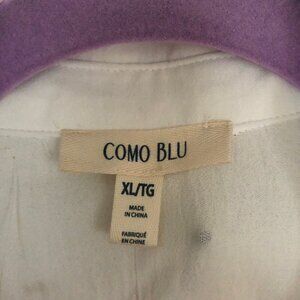 COMO BLU
XL/TG
MADE
IN CHINA
FABRIQUÉ
EN CHINE